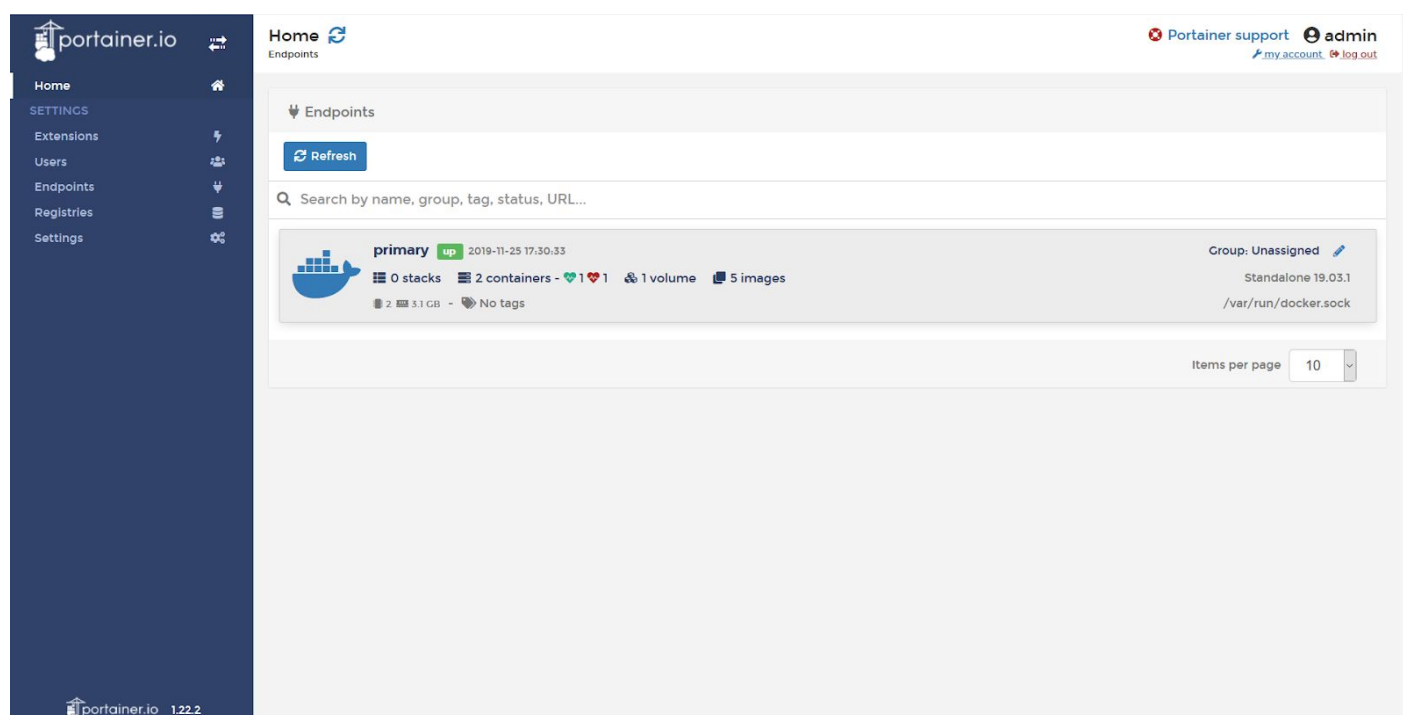 portainer.io
Home
SETTINGS
Extensions
Users
Endpoints
Registries
Settings
portainer.io 1.22.2
Home
Endpoints
Portainer support admin
my account log out
Endpoints
Refresh
Search by name, group, tag, status, URL...
primary up 2019-11-25 17:30:33 Group: Unassigned
0 stacks 2 containers - 1 1 1 volume 5 images Standalone 19.03.1
2 3.1 GB - No tags /var/run/docker.sock
Items per page 10